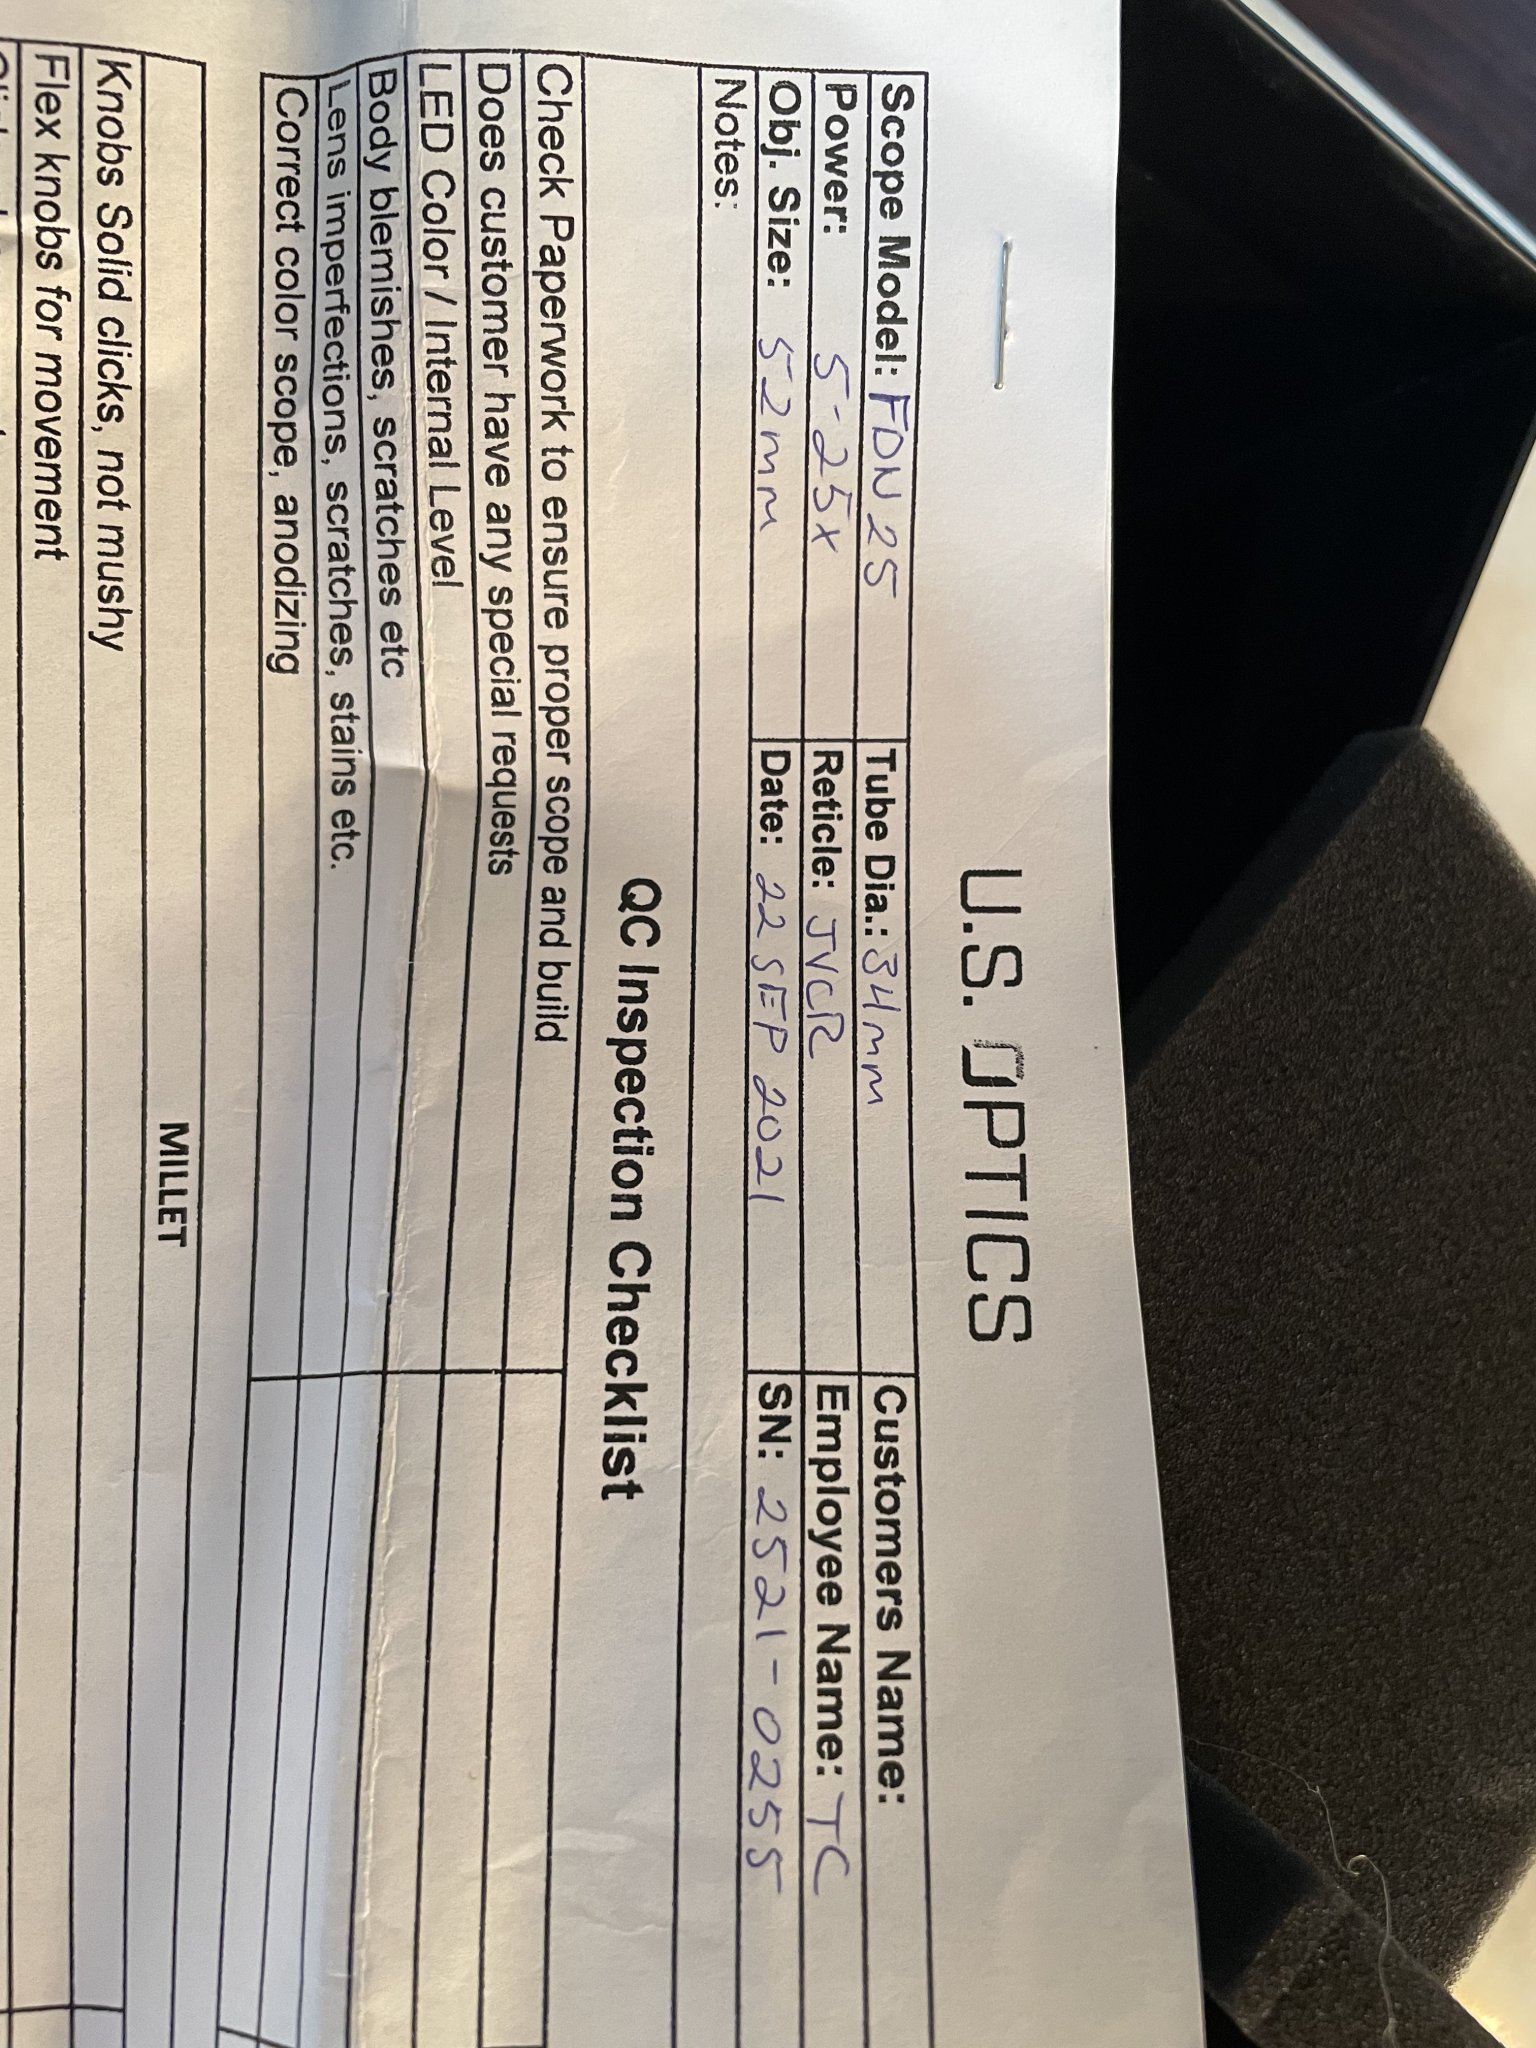 U.S. OPTICS
Scope Model: FDN 25 Tube Dia.: 34mm Customers Name:
Power: 5-25x Reticle: JVCR Employee Name: TC
Obj. Size: 52mm Date: 22 SEP 2021 SN: 2521-0255
Notes:
QC Inspection Checklist
Check Paperwork to ensure proper scope and build
Does customer have any special requests
LED Color / Internal Level
Body blemishes, scratches etc
Lens imperfections, scratches, stains etc.
Correct color scope, anodizing
MILLET
Knobs Solid clicks, not mushy
Flex knobs for movement